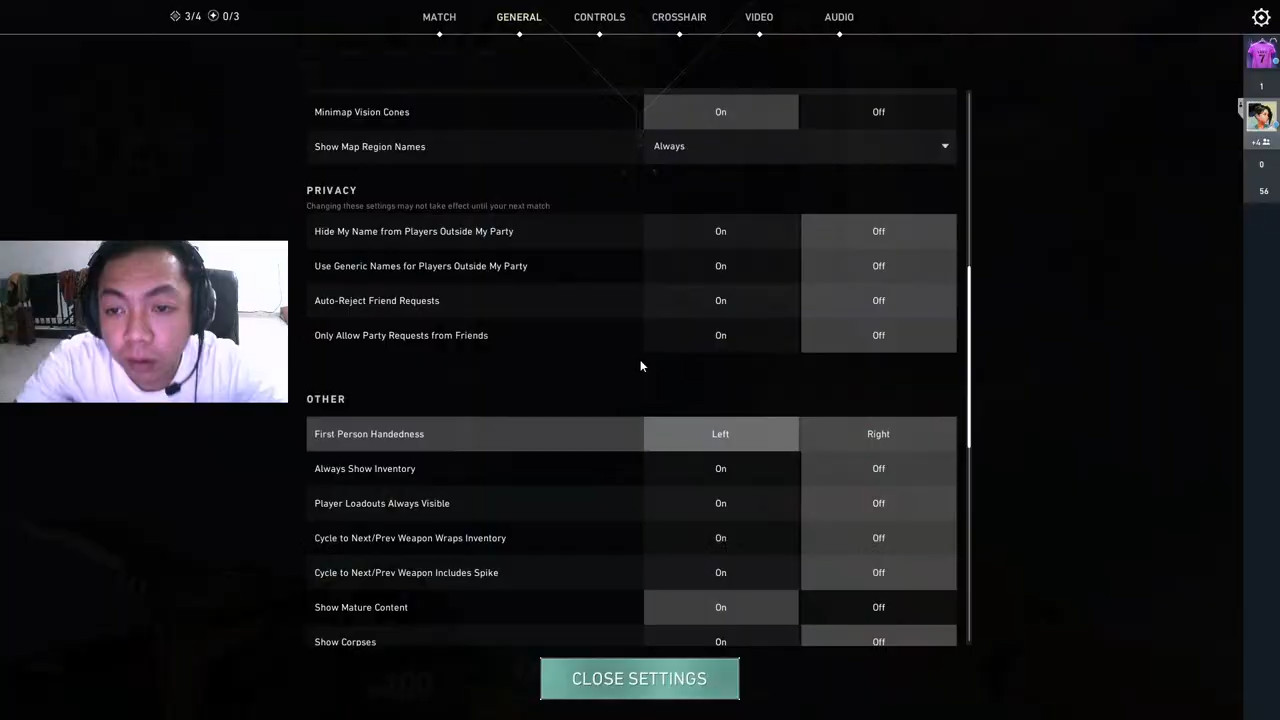 3/4 0/3 MATCH GENERAL CONTROLS CROSSHAIR VIDEO AUDIO
7
1
Minimap Vision Cones On Off
Show Map Region Names Always
+4
0
56
PRIVACY
Changing these settings may not take effect until your next match
Hide My Name from Players Outside My Party On Off
Use Generic Names for Players Outside My Party On Off
Auto-Reject Friend Requests On Off
Only Allow Party Requests from Friends On Off
OTHER
First Person Handedness Left Right
Always Show Inventory On Off
Player Loadouts Always Visible On Off
Cycle to Next/Prev Weapon Wraps Inventory On Off
Cycle to Next/Prev Weapon Includes Spike On Off
Show Mature Content On Off
Show Corpses On Off
CLOSE SETTINGS